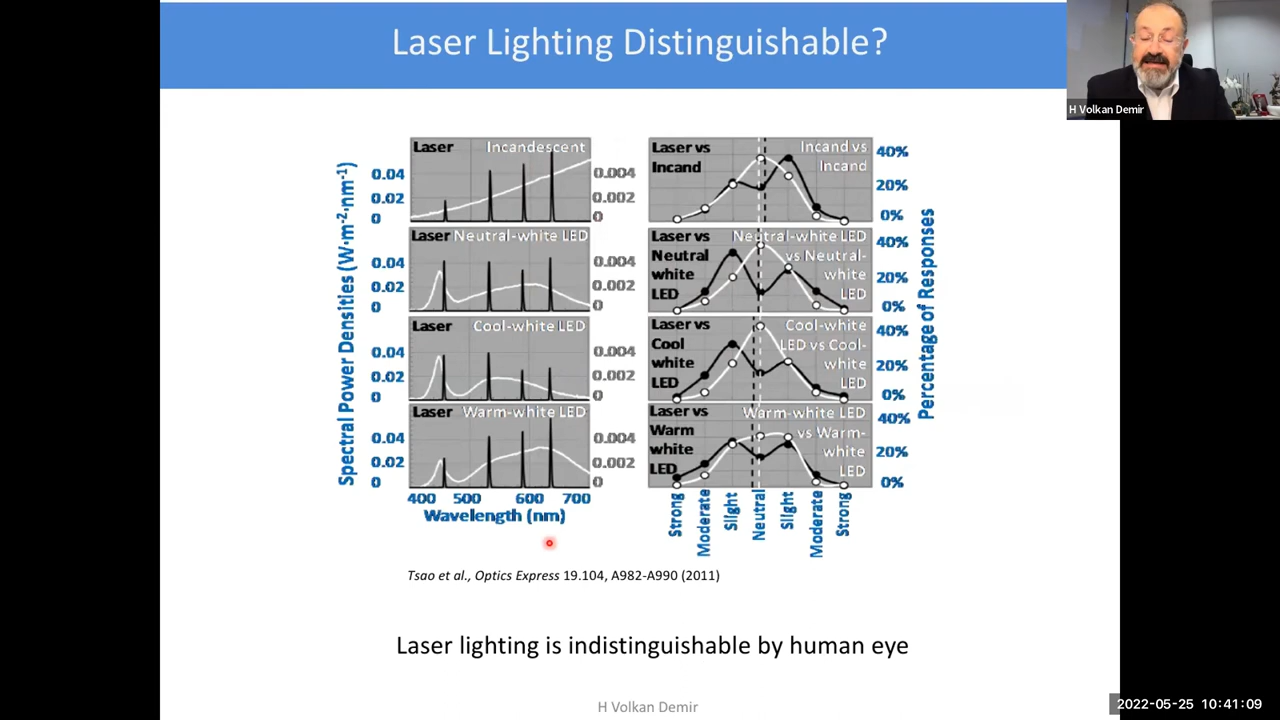 Laser Lighting Distinguishable?
H Volkan Demir
Spectral Power Densities (W·m-2·nm-1)
Laser Incandescent
0.04
0.02
0
0.004
0.002
0
Laser Neutral-white LED
0.04
0.02
0
0.004
0.002
0
Laser Cool-white LED
0.04
0.02
0
0.004
0.002
0
Laser Warm-white LED
0.04
0.02
0
0.004
0.002
0
400 500 600 700
Wavelength (nm)
Laser vs
Incand
Incand vs
Incand
40%
20%
0%
Laser vs
Neutral
white
LED
Neutral-white LED
vs Neutral-
white
LED
40%
20%
0%
Laser vs
Cool
white
LED
Cool-white
LED vs Cool-
white
LED
40%
20%
0%
Laser vs
Warm
white
LED
Warm-white LED
vs Warm-
white
LED
40%
20%
0%
Percentage of Responses
Strong
Moderate
Slight
Neutral
Slight
Moderate
Strong
Tsao et al., Optics Express 19.104, A982-A990 (2011)
Laser lighting is indistinguishable by human eye
H Volkan Demir
2022-05-25 10:41:09